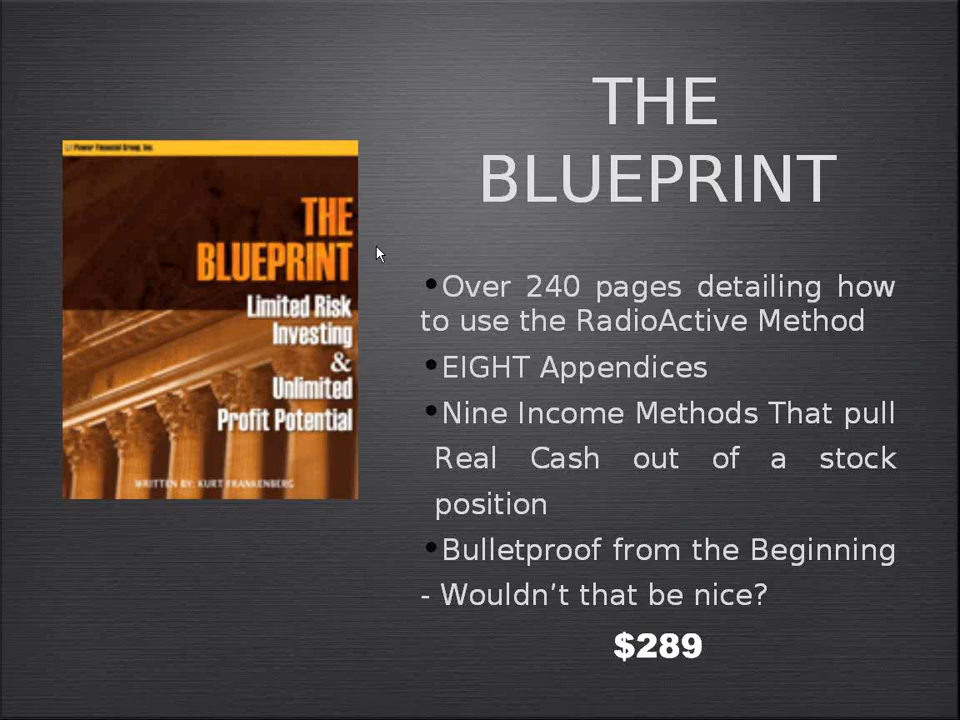 Power Financial Group, Inc.
THE
BLUEPRINT
Limited Risk
Investing
&
Unlimited
Profit Potential
WRITTEN BY: KURT FRANKENBERG
THE
BLUEPRINT
•Over 240 pages detailing how
to use the RadioActive Method
•EIGHT Appendices
•Nine Income Methods That pull
Real Cash out of a stock
position
•Bulletproof from the Beginning
- Wouldn’t that be nice?
$289